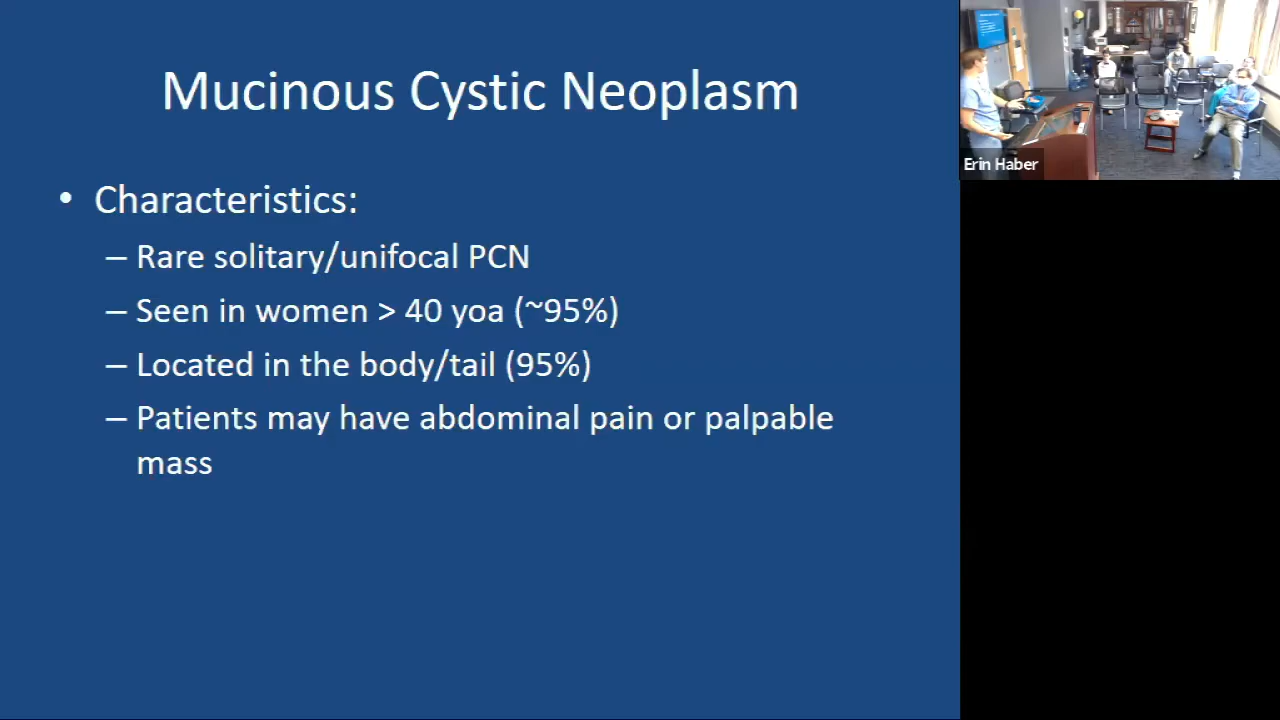 Mucinous Cystic Neoplasm
• Characteristics:
– Rare solitary/unifocal PCN
– Seen in women > 40 yoa (~95%)
– Located in the body/tail (95%)
– Patients may have abdominal pain or palpable
mass
Erin Haber